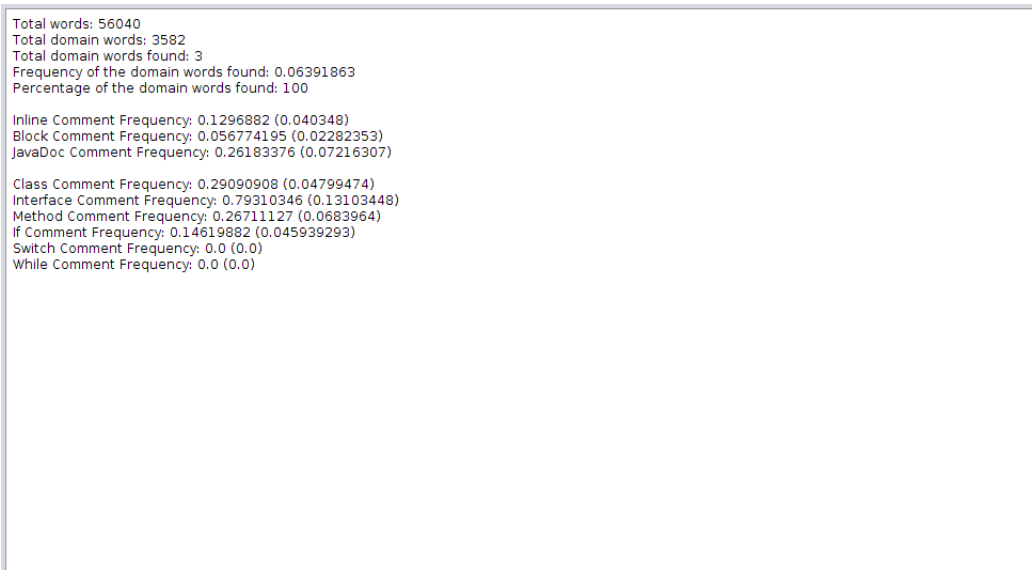 Total words: 56040
Total domain words: 3582
Total domain words found: 3
Frequency of the domain words found: 0.06391863
Percentage of the domain words found: 100
Inline Comment Frequency: 0.1296882 (0.040348)
Block Comment Frequency: 0.056774195 (0.02282353)
JavaDoc Comment Frequency: 0.26183376 (0.07216307)
Class Comment Frequency: 0.29090908 (0.04799474)
Interface Comment Frequency: 0.79310346 (0.13103448)
Method Comment Frequency: 0.26711127 (0.0683964)
If Comment Frequency: 0.14619882 (0.045939293)
Switch Comment Frequency: 0.0 (0.0)
While Comment Frequency: 0.0 (0.0)